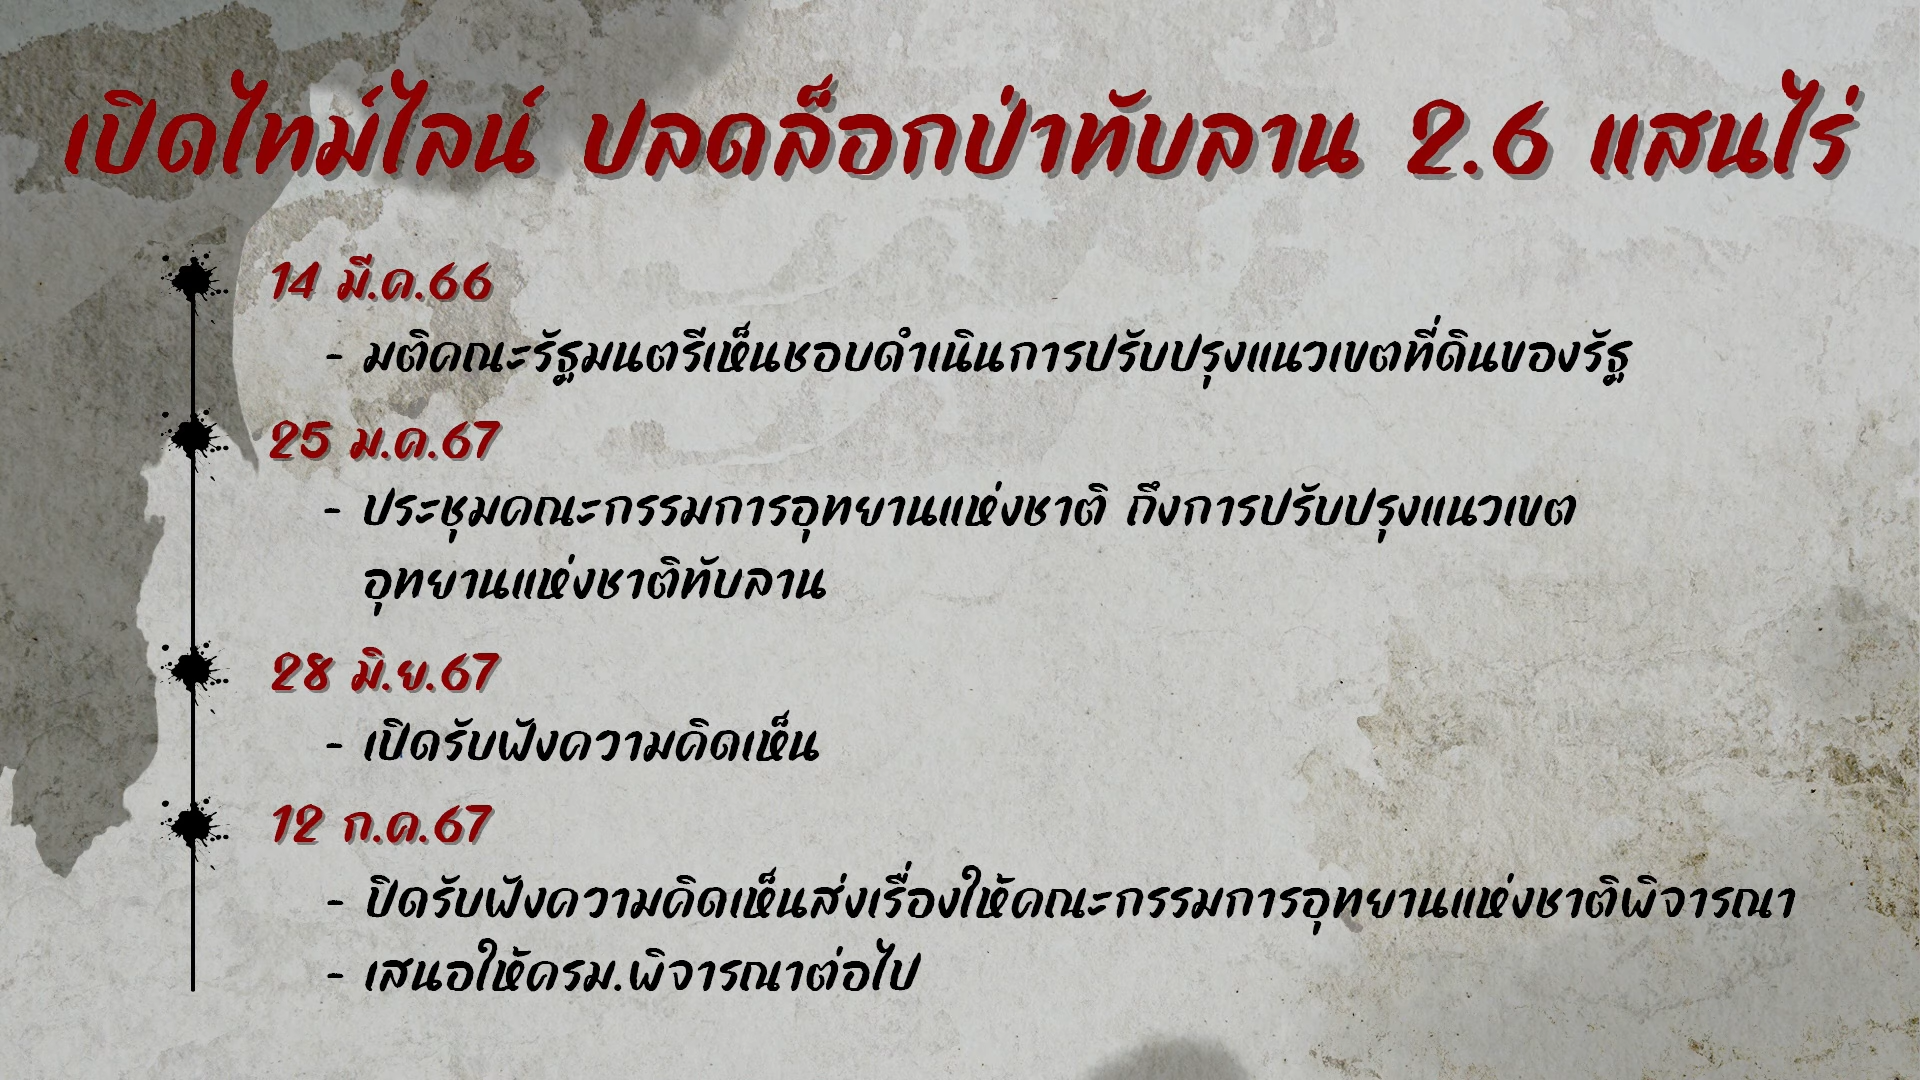 เปิดไทม์ไลน์ ปลดล็อกป่าทับลาน 2.6 แสนไร่
14 มี.ค.66
- มติคณะรัฐมนตรีเห็นชอบดำเนินการปรับปรุงแนวเขตที่ดินของรัฐ
25 ม.ค.67
- ประชุมคณะกรรมการอุทยานแห่งชาติ ถึงการปรับปรุงแนวเขต
อุทยานแห่งชาติทับลาน
28 มิ.ย.67
- เปิดรับฟังความคิดเห็น
12 ก.ค.67
- ปิดรับฟังความคิดเห็นส่งเรื่องให้คณะกรรมการอุทยานแห่งชาติพิจารณา
- เสนอให้ครม.พิจารณาต่อไป